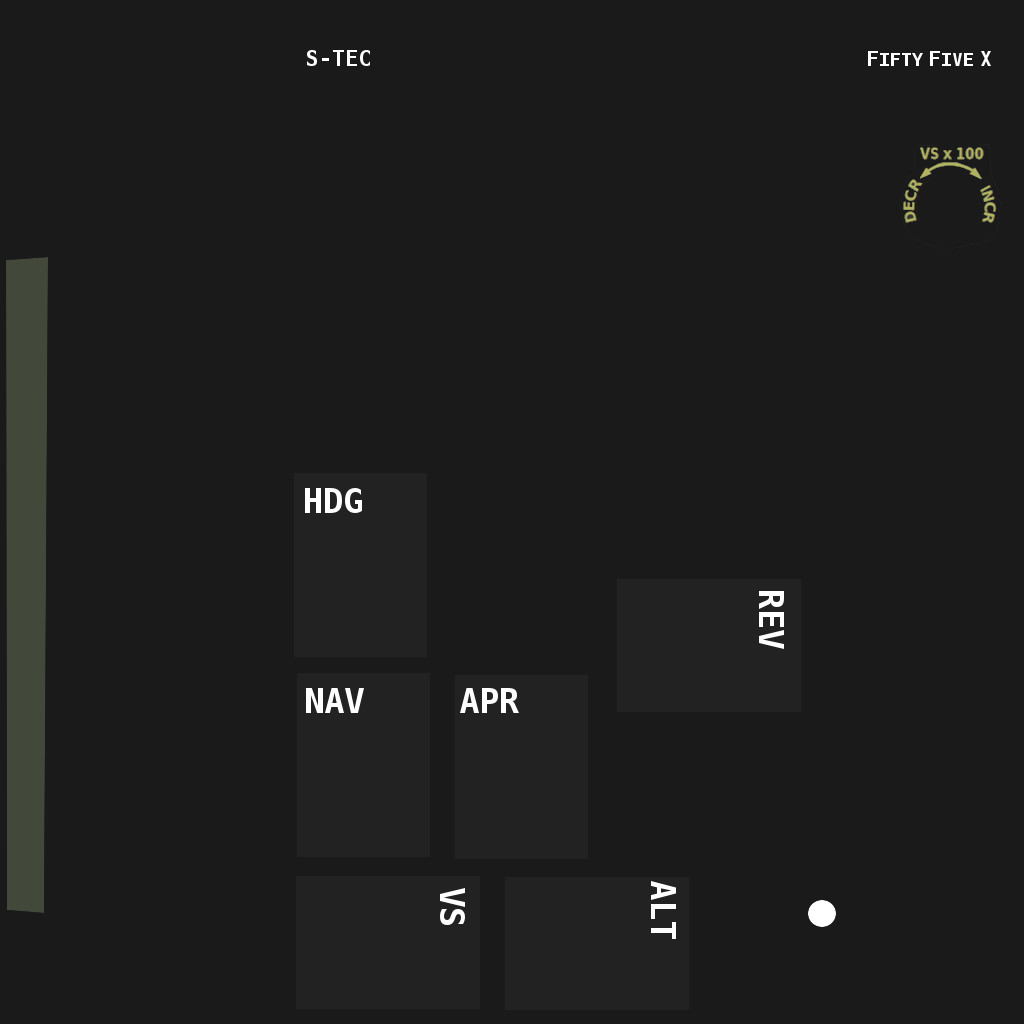 S-TEC
FIFTY FIVE X
VS x 100
DECR
INCR
HDG
REV
NAV
APR
VS
ALT